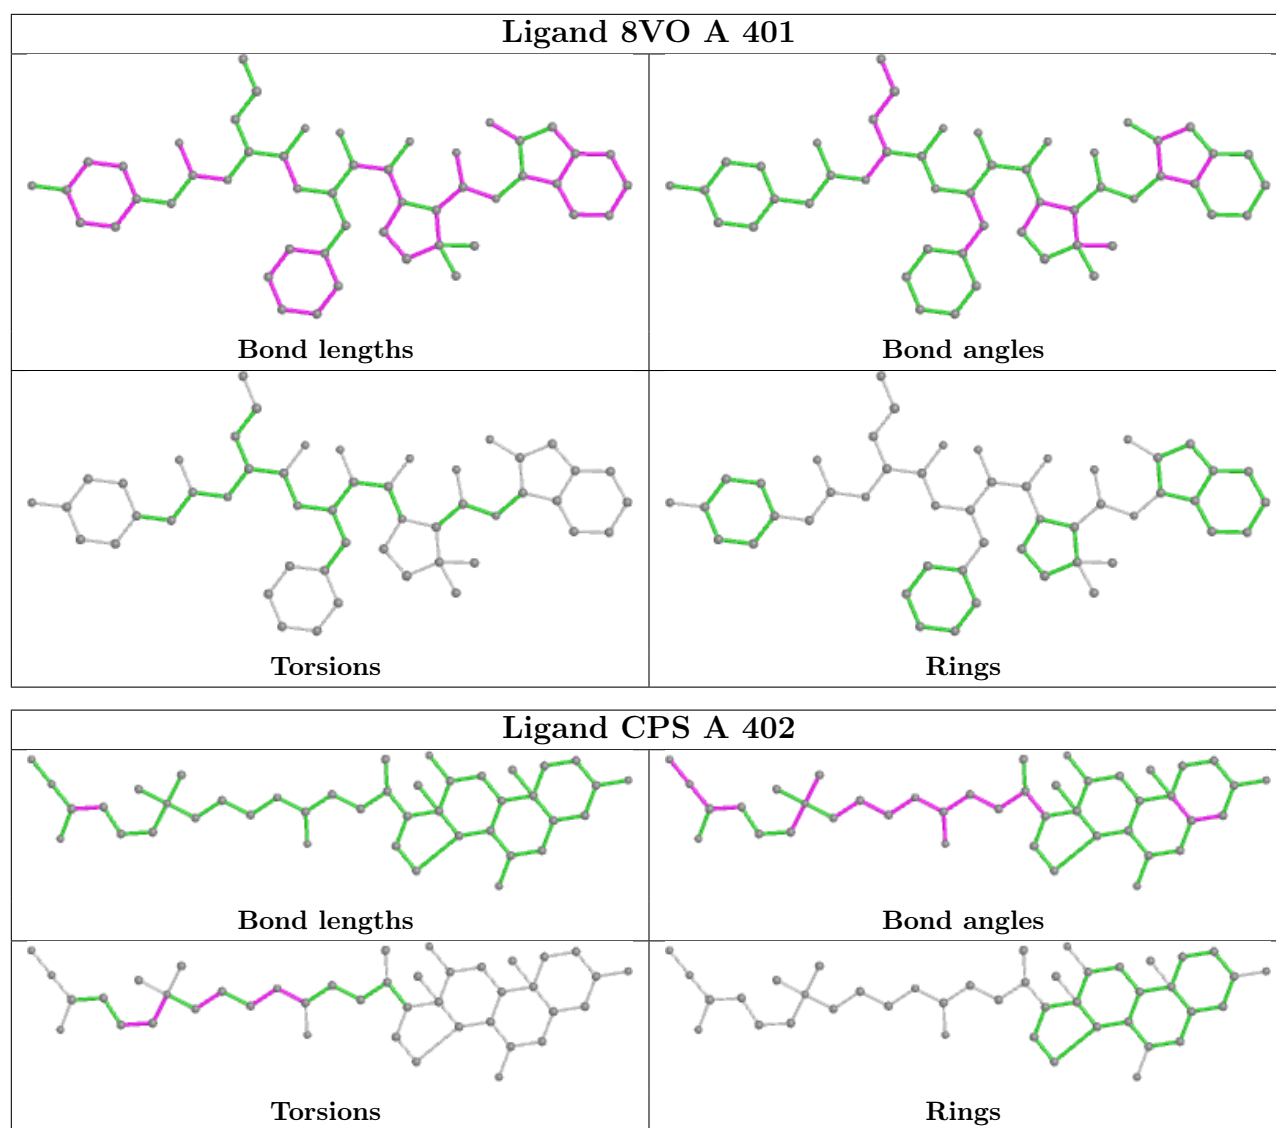 Ligand 8VO A 401
Bond lengths
Bond angles
Torsions
Rings
Ligand CPS A 402
Bond lengths
Bond angles
Torsions
Rings